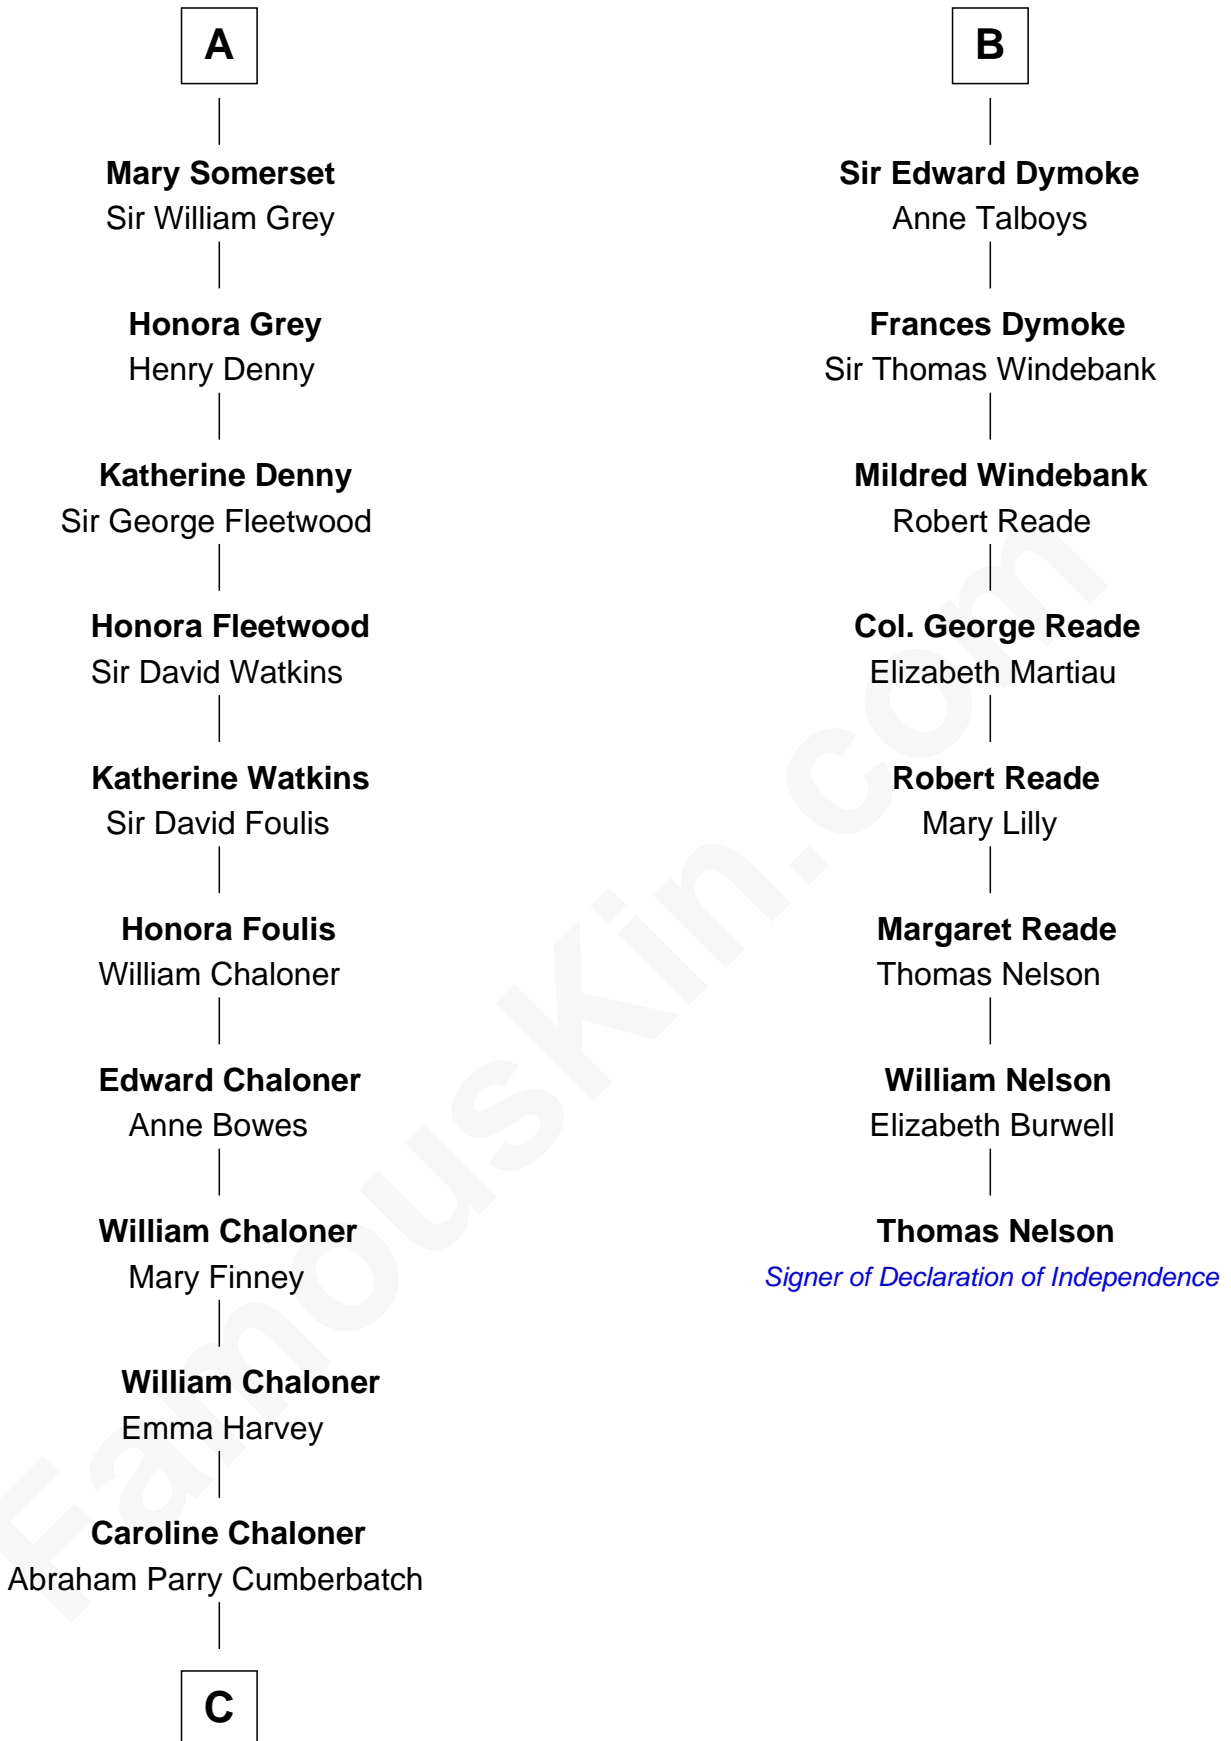 A
Mary Somerset
Sir William Grey
Honora Grey
Henry Denny
Katherine Denny
Sir George Fleetwood
Honora Fleetwood
Sir David Watkins
Katherine Watkins
Sir David Foulis
Honora Foulis
William Chaloner
Edward Chaloner
Anne Bowes
William Chaloner
Mary Finney
William Chaloner
Emma Harvey
Caroline Chaloner
Abraham Parry Cumberbatch
C
B
Sir Edward Dymoke
Anne Talboys
Frances Dymoke
Sir Thomas Windebank
Mildred Windebank
Robert Reade
Col. George Reade
Elizabeth Martiau
Robert Reade
Mary Lilly
Margaret Reade
Thomas Nelson
William Nelson
Elizabeth Burwell
Thomas Nelson
Signer of Declaration of Independence
FamousKin.com